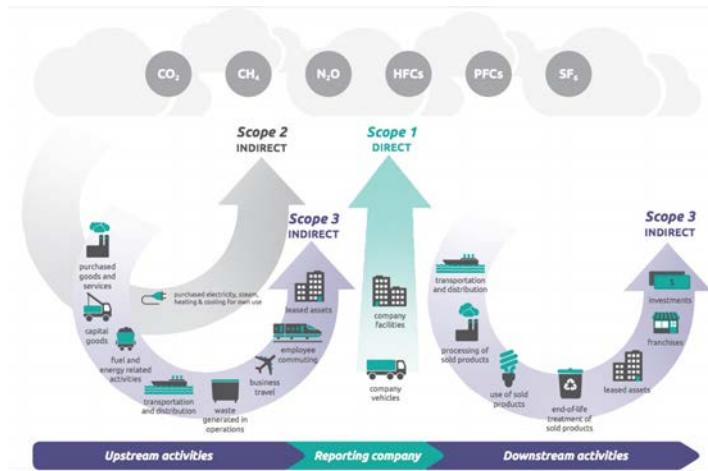 CO₂ CH₄ N₂O HFCs PFCs SF₆
Scope 2
INDIRECT
Scope 1
DIRECT
Scope 3
INDIRECT
Scope 3
INDIRECT
purchased
goods and
services
capital
goods
fuel and
energy related
activities
transportation
and distribution
waste
generated in
operations
business
travel
employee
commuting
leased assets
purchased electricity, steam,
heating & cooling for own use
company
facilities
company
vehicles
transportation
and distribution
processing of
sold products
use of sold
products
end-of-life
treatment of
sold products
leased assets
franchises
investments
$
Upstream activities
Reporting company
Downstream activities